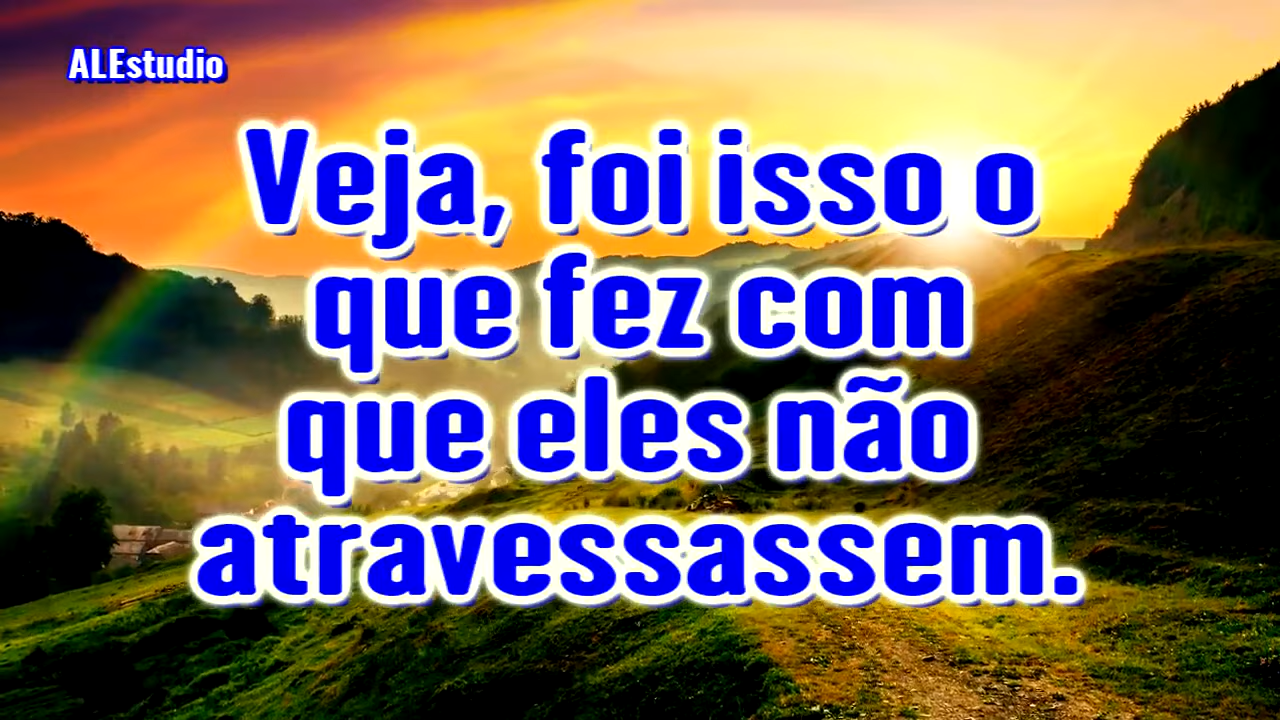 ALEstudio
Veja, foi isso o
que fez com
que eles não
atravessassem.